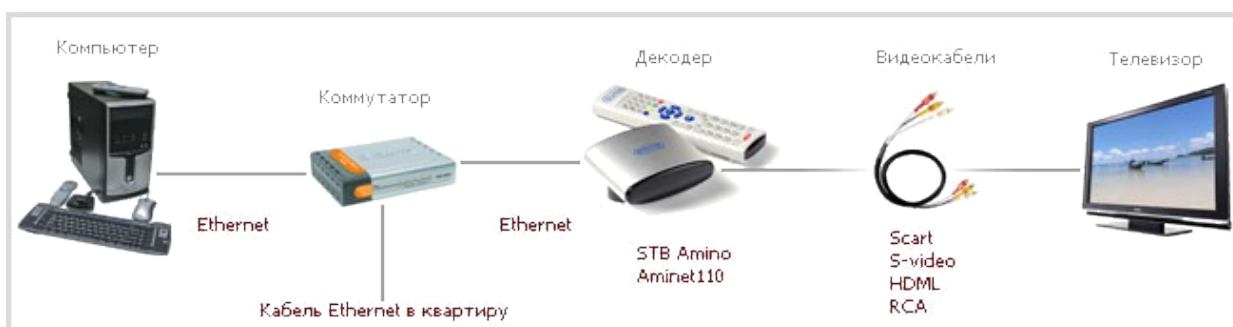 Компьютер
Коммутатор
Декодер
Видеокабели
Телевизор
Ethernet
Ethernet
STB Amino
Aminet110
Scart
S-video
HDML
RCA
Кабель Ethernet в квартиру